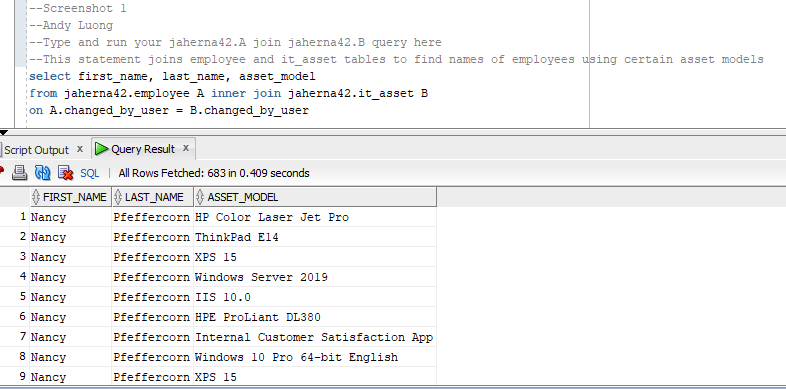 --Screenshot 1
--Andy Luong
--Type and run your jaherna42.A join jaherna42.B query here
--This statement joins employee and it_asset tables to find names of employees using certain asset models
select first_name, last_name, asset_model
from jaherna42.employee A inner join jaherna42.it_asset B
on A.changed_by_user = B.changed_by_user
Script Output x Query Result x
SQL | All Rows Fetched: 683 in 0.409 seconds
FIRST_NAME LAST_NAME ASSET_MODEL
1 Nancy Pfeffercorn HP Color Laser Jet Pro
2 Nancy Pfeffercorn ThinkPad E14
3 Nancy Pfeffercorn XPS 15
4 Nancy Pfeffercorn Windows Server 2019
5 Nancy Pfeffercorn IIS 10.0
6 Nancy Pfeffercorn HPE ProLiant DL380
7 Nancy Pfeffercorn Internal Customer Satisfaction App
8 Nancy Pfeffercorn Windows 10 Pro 64-bit English
9 Nancy Pfeffercorn XPS 15